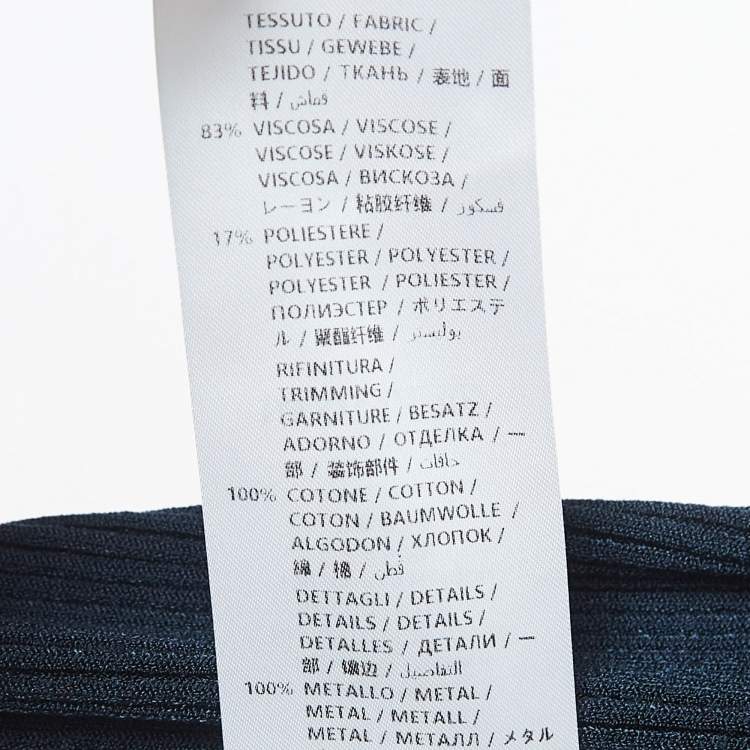 TESSUTO / FABRIC /
TISSU / GEWEBE /
TEJIDO / ТКАНЬ / 表地 / 面
料 / قماش
83% VISCOSA / VISCOSE /
VISCOSE / VISKOSE /
VISCOSA / ВИСКОЗА /
レーヨン / 粘胶纤维 / فسكوز
17% POLIESTERE /
POLYESTER / POLYESTER /
POLYESTER / POLIESTER /
ПОЛИЭСТЕР / ポリエステ
ル / 聚酯纤维 / بوليستر
RIFINITURA /
TRIMMING /
GARNITURE / BESATZ /
ADORNO / ОТДЕЛКА / 一
部 / 装饰部件 / حافات
100% COTONE / COTTON /
COTON / BAUMWOLLE /
ALGODON / ХЛОПОК /
綿 / 棉 / قطن
DETTAGLI / DETAILS /
DETAILS / DETAILS /
DETALLES / ДЕТАЛИ / 一
部 / 镶边 / التفاصيل
100% METALLO / METAL /
METAL / METALL /
METAL / МЕТАЛЛ / メタル